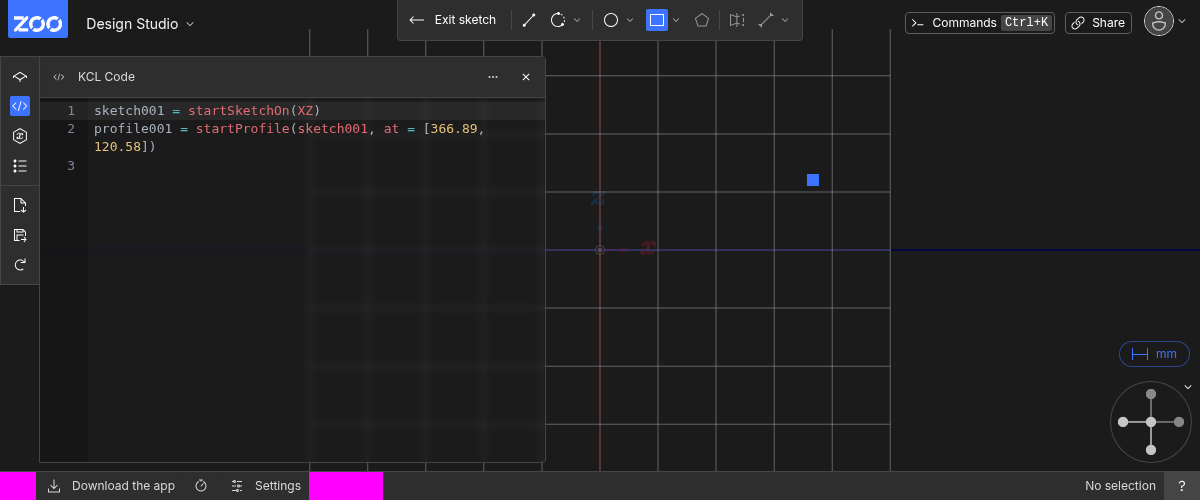 ZOO
Design Studio
Exit sketch
Commands Ctrl+K
Share
KCL Code
1 sketch001 = startSketchOn(XZ)
2 profile001 = startProfile(sketch001, at = [366.89,
120.58])
3
z
x
mm
Download the app
Settings
No selection
?